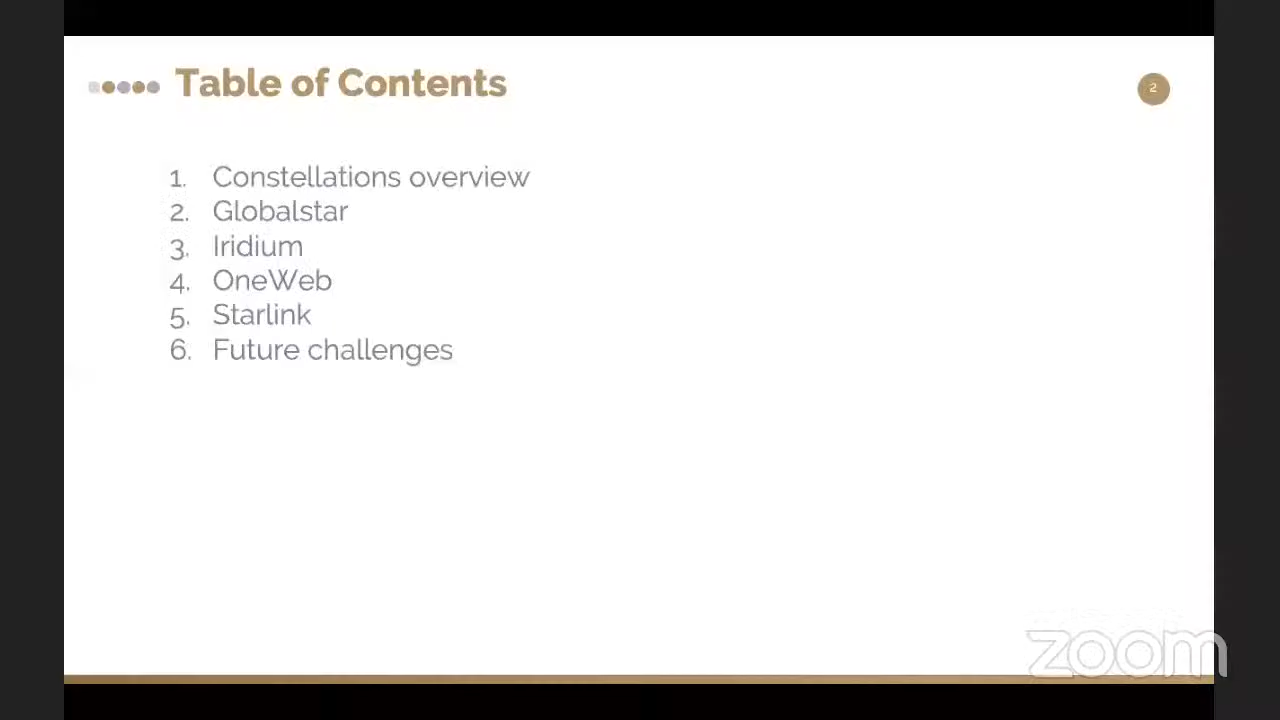 Table of Contents
2
1. Constellations overview
2. Globalstar
3. Iridium
4. OneWeb
5. Starlink
6. Future challenges
zoom